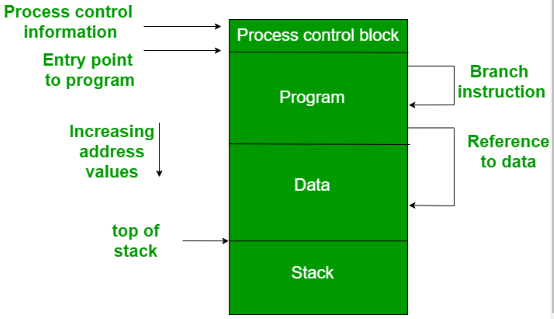 Process control
information
Process control block
Entry point
to program
Program
Branch
instruction
Increasing
address
values
Reference
to data
Data
top of
stack
Stack